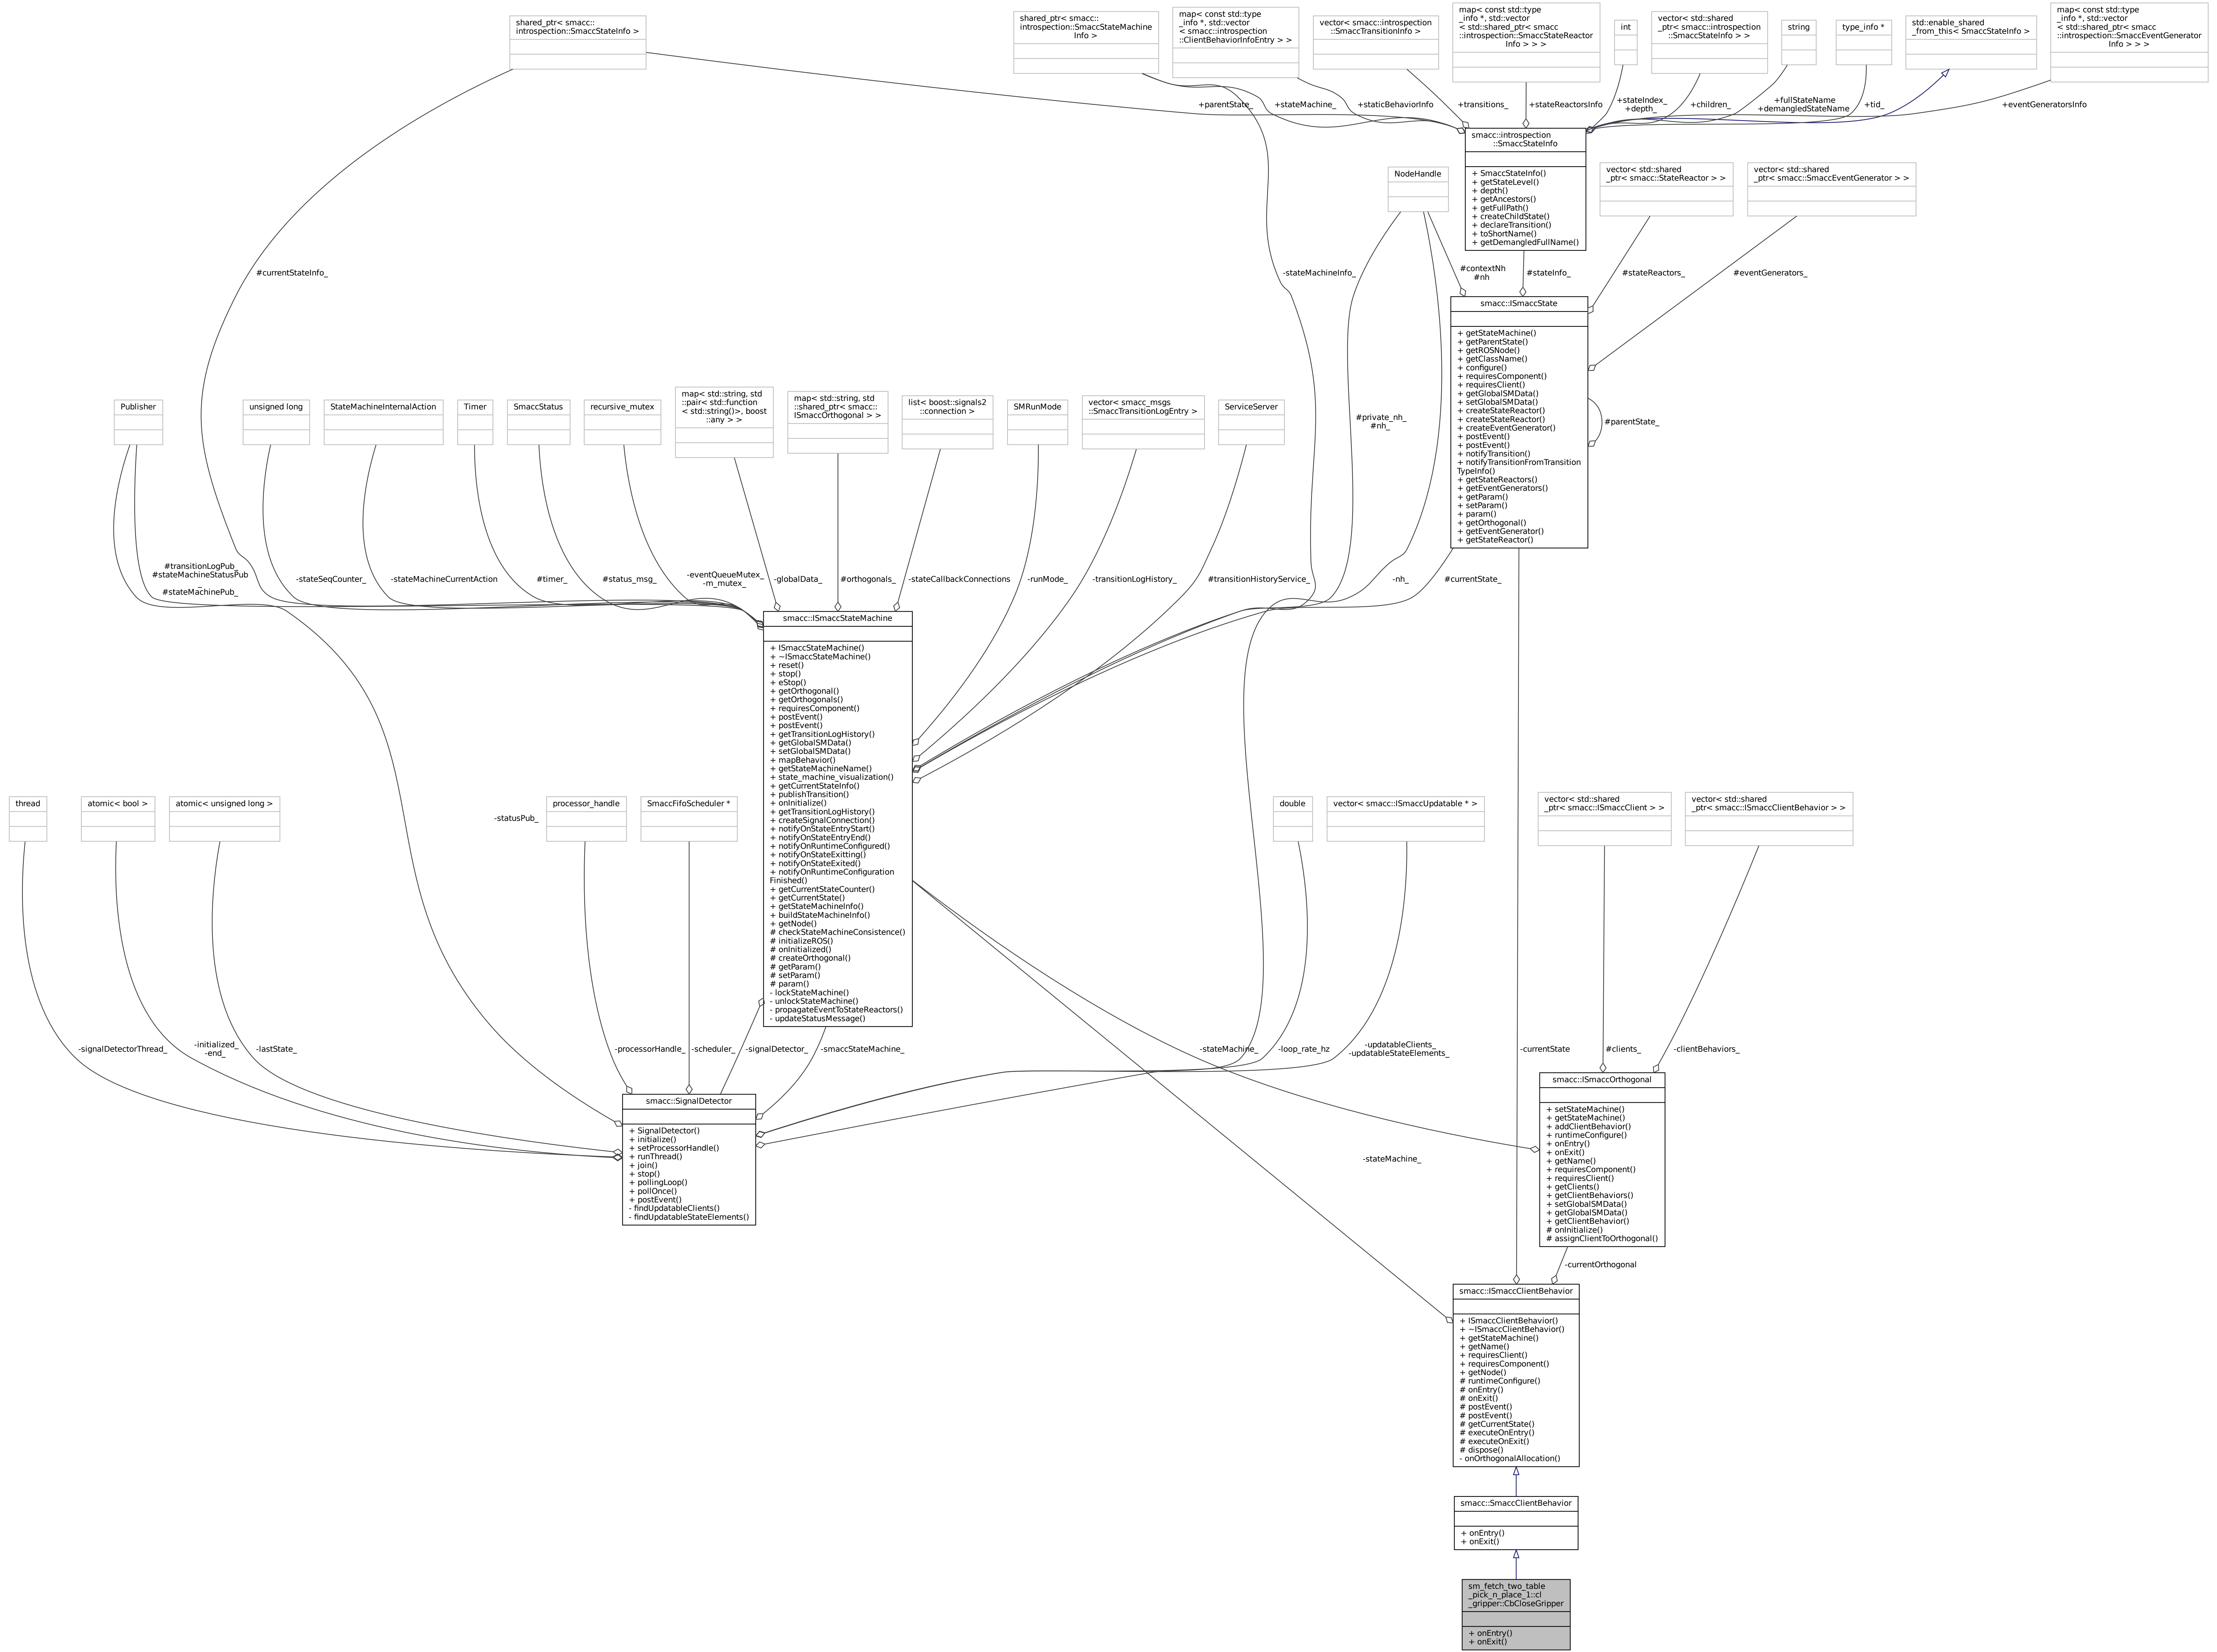 shared_ptr< smacc::
introspection::SmaccStateInfo >
shared_ptr< smacc::
introspection::SmaccStateMachine
Info >
map< const std::type
_info *, std::vector
< smacc::introspection
::ClientBehaviorInfoEntry > >
vector< smacc::introspection
::SmaccTransitionInfo >
map< const std::type
_info *, std::vector
< std::shared_ptr< smacc
::introspection::SmaccStateReactor
Info > > >
int
vector< std::shared
_ptr< smacc::introspection
::SmaccStateInfo > >
string
type_info *
std::enable_shared
_from_this< SmaccStateInfo >
map< const std::type
_info *, std::vector
< std::shared_ptr< smacc
::introspection::SmaccEventGenerator
Info > > >
+parentState_
+stateMachine_
+staticBehaviorInfo
+transitions_
+stateReactorsInfo
+stateIndex_
+depth_
+children_
+fullStateName
+demangledStateName
+tid_
+eventGeneratorsInfo
smacc::introspection
::SmaccStateInfo
+ SmaccStateInfo()
+ getStateLevel()
+ depth()
+ getAncestors()
+ getFullPath()
+ createChildState()
+ declareTransition()
+ toShortName()
+ getDemangledFullName()
NodeHandle
vector< std::shared
_ptr< smacc::StateReactor > >
vector< std::shared
_ptr< smacc::SmaccEventGenerator > >
#currentStateInfo_
-stateMachineInfo_
#contextNh
#nh
#stateInfo_
#stateReactors_
#eventGenerators_
smacc::ISmaccState
+ getStateMachine()
+ getParentState()
+ getROSNode()
+ getClassName()
+ configure()
+ requiresComponent()
+ requiresClient()
+ getGlobalSMData()
+ setGlobalSMData()
+ createStateReactor()
+ createStateReactor()
+ createEventGenerator()
+ postEvent()
+ postEvent()
+ notifyTransition()
+ notifyTransitionFromTransition
TypeInfo()
+ getStateReactors()
+ getEventGenerators()
+ getParam()
+ setParam()
+ param()
+ getOrthogonal()
+ getEventGenerator()
+ getStateReactor()
#parentState_
Publisher
unsigned long
StateMachineInternalAction
Timer
SmaccStatus
recursive_mutex
map< std::string, std
::pair< std::function
< std::string()>, boost
::any > >
map< std::string, std
::shared_ptr< smacc::
ISmaccOrthogonal > >
list< boost::signals2
::connection >
SMRunMode
vector< smacc_msgs
::SmaccTransitionLogEntry >
ServiceServer
#private_nh_
#nh_
#transitionLogPub_
#stateMachineStatusPub
_
#stateMachinePub_
-stateSeqCounter_
-stateMachineCurrentAction
#timer_
#status_msg_
-eventQueueMutex_
-m_mutex_
-globalData_
#orthogonals_
-stateCallbackConnections
-runMode_
-transitionLogHistory_
#transitionHistoryService_
-nh_
#currentState_
smacc::ISmaccStateMachine
+ ISmaccStateMachine()
+ ~ISmaccStateMachine()
+ reset()
+ stop()
+ eStop()
+ getOrthogonal()
+ getOrthogonals()
+ requiresComponent()
+ postEvent()
+ postEvent()
+ getTransitionLogHistory()
+ getGlobalSMData()
+ setGlobalSMData()
+ mapBehavior()
+ getStateMachineName()
+ state_machine_visualization()
+ getCurrentStateInfo()
+ publishTransition()
+ onInitialize()
+ getTransitionLogHistory()
+ createSignalConnection()
+ notifyOnStateEntryStart()
+ notifyOnStateEntryEnd()
+ notifyOnRuntimeConfigured()
+ notifyOnStateExitting()
+ notifyOnStateExited()
+ notifyOnRuntimeConfiguration
Finished()
+ getCurrentStateCounter()
+ getCurrentState()
+ getStateMachineInfo()
+ buildStateMachineInfo()
+ getNode()
# checkStateMachineConsistence()
# initializeROS()
# onInitialized()
# createOrthogonal()
# getParam()
# setParam()
# param()
- lockStateMachine()
- unlockStateMachine()
- propagateEventToStateReactors()
- updateStatusMessage()
thread
atomic< bool >
atomic< unsigned long >
-statusPub_
processor_handle
SmaccFifoScheduler *
double
vector< smacc::ISmaccUpdatable * >
vector< std::shared
_ptr< smacc::ISmaccClient > >
vector< std::shared
_ptr< smacc::ISmaccClientBehavior > >
-signalDetectorThread_
-initialized_
-end_
-lastState_
-processorHandle_
-scheduler_
-signalDetector_
-smaccStateMachine_
-stateMachine_
-loop_rate_hz
-updatableClients_
-updatableStateElements_
-currentState
#clients_
-clientBehaviors_
smacc::SignalDetector
+ SignalDetector()
+ initialize()
+ setProcessorHandle()
+ runThread()
+ join()
+ stop()
+ pollingLoop()
+ pollOnce()
+ postEvent()
- findUpdatableClients()
- findUpdatableStateElements()
smacc::ISmaccOrthogonal
+ setStateMachine()
+ getStateMachine()
+ addClientBehavior()
+ runtimeConfigure()
+ onEntry()
+ onExit()
+ getName()
+ requiresComponent()
+ requiresClient()
+ getClients()
+ getClientBehaviors()
+ setGlobalSMData()
+ getGlobalSMData()
+ getClientBehavior()
# onInitialize()
# assignClientToOrthogonal()
-stateMachine_
-currentOrthogonal
smacc::ISmaccClientBehavior
+ ISmaccClientBehavior()
+ ~ISmaccClientBehavior()
+ getStateMachine()
+ getName()
+ requiresClient()
+ requiresComponent()
+ getNode()
# runtimeConfigure()
# onEntry()
# onExit()
# postEvent()
# postEvent()
# getCurrentState()
# executeOnEntry()
# executeOnExit()
# dispose()
- onOrthogonalAllocation()
smacc::SmaccClientBehavior
+ onEntry()
+ onExit()
sm_fetch_two_table
_pick_n_place_1::cl
_gripper::CbCloseGripper
+ onEntry()
+ onExit()